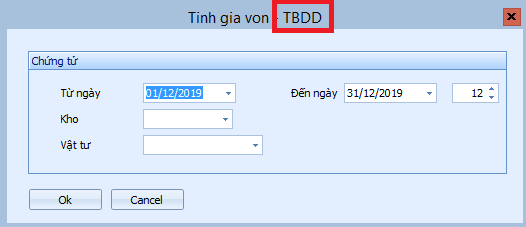 Tinh gia von - TBDD
Chứng từ
Từ ngày 01/12/2019 Đến ngày 31/12/2019 12
Kho
Vật tư
Ok Cancel